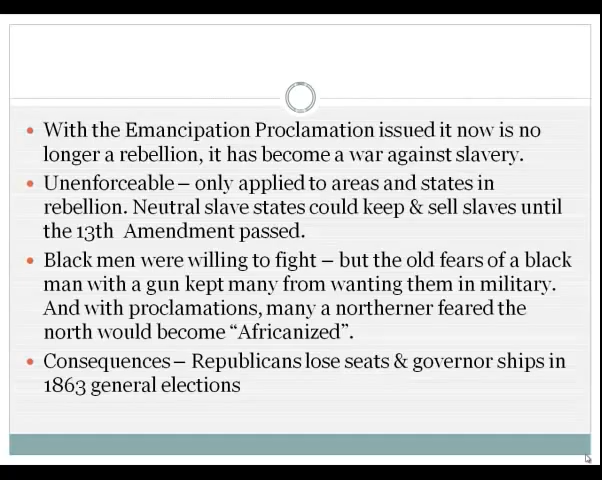 With the Emancipation Proclamation issued it now is no
longer a rebellion, it has become a war against slavery.
Unenforceable – only applied to areas and states in
rebellion. Neutral slave states could keep & sell slaves until
the 13th Amendment passed.
Black men were willing to fight – but the old fears of a black
man with a gun kept many from wanting them in military.
And with proclamations, many a northerner feared the
north would become “Africanized”.
Consequences – Republicans lose seats & governor ships in
1863 general elections